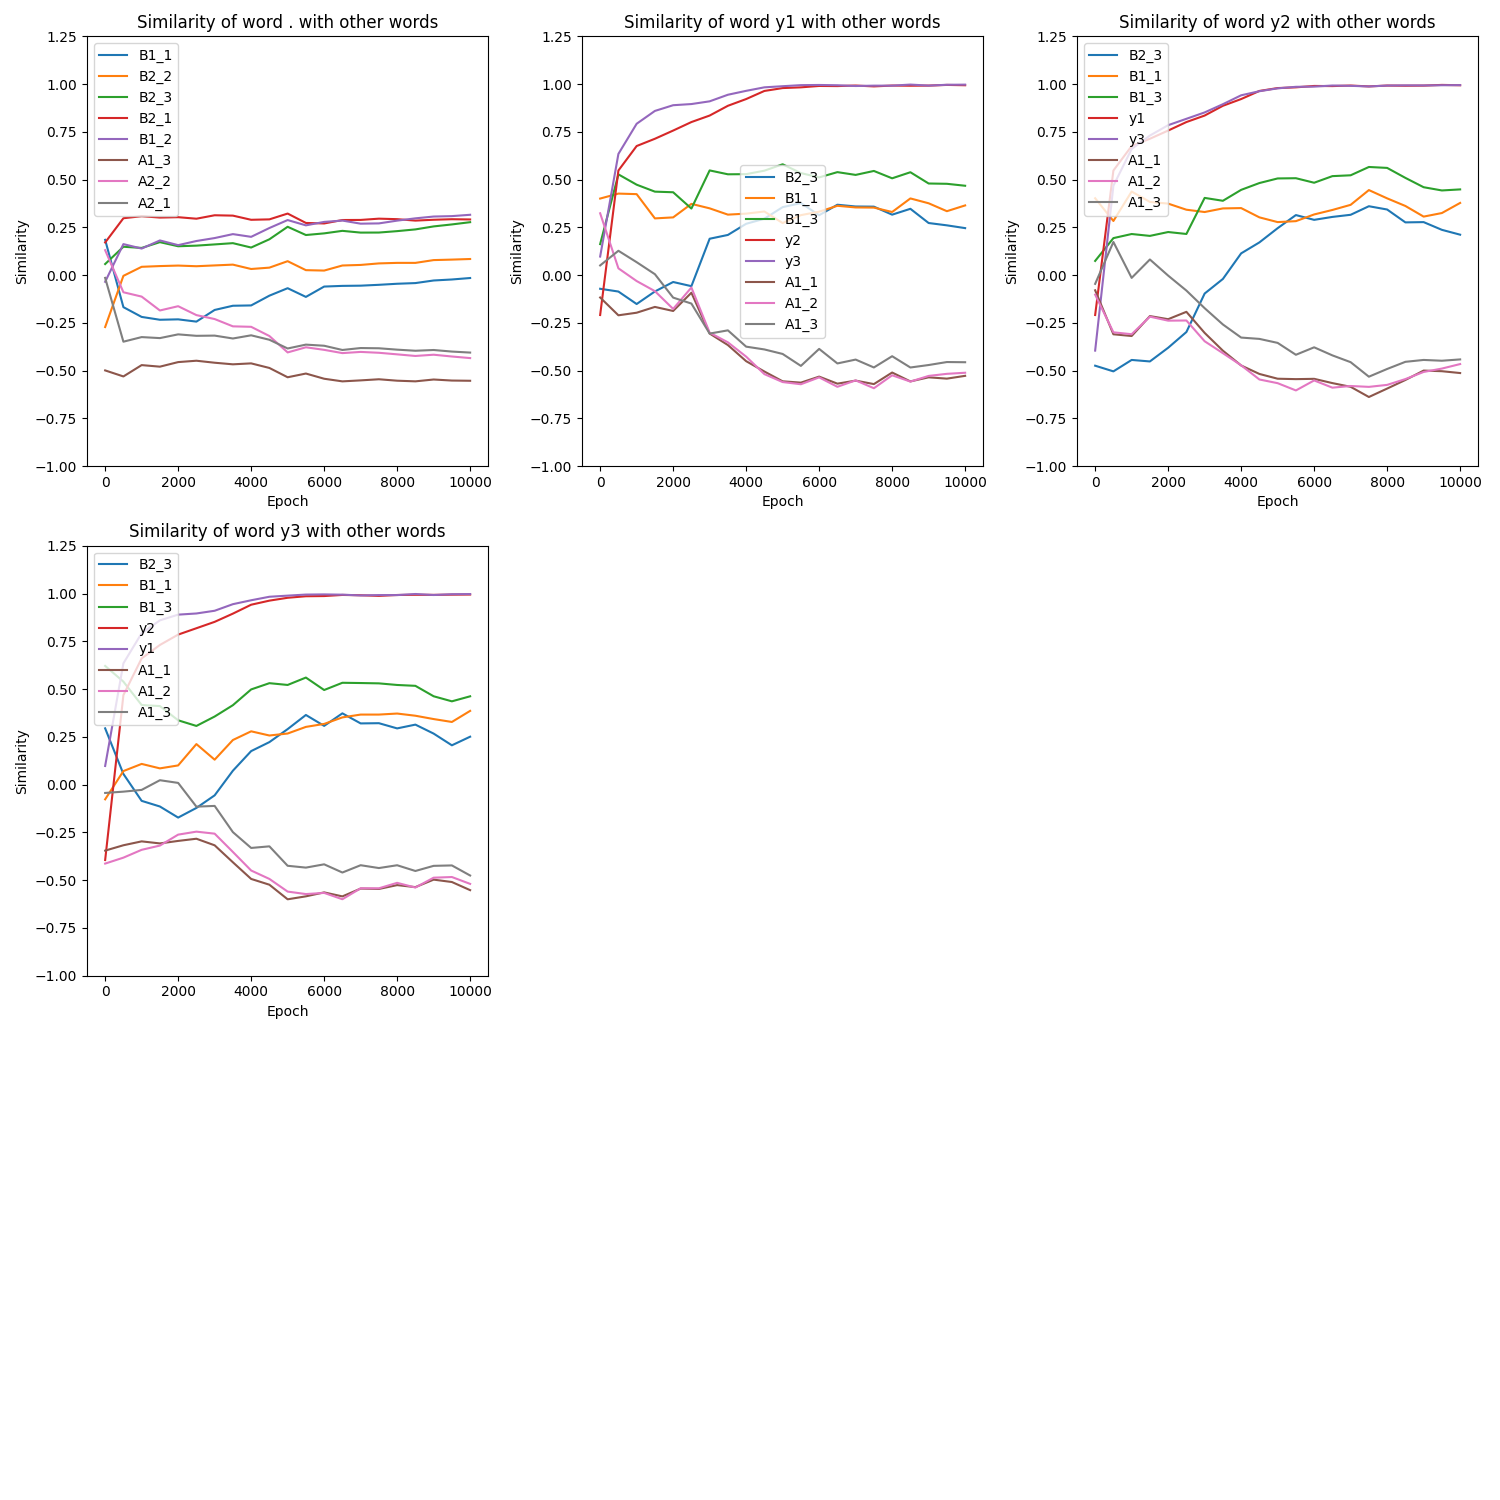 Similarity of word . with other words
1.25
1.00
0.75
0.50
0.25
0.00
−0.25
−0.50
−0.75
−1.00
Similarity
B1_1
B2_2
B2_3
B2_1
B1_2
A1_3
A2_2
A2_1
0 2000 4000 6000 8000 10000
Epoch
Similarity of word y1 with other words
1.25
1.00
0.75
0.50
0.25
0.00
−0.25
−0.50
−0.75
−1.00
Similarity
B2_3
B1_1
B1_3
y2
y3
A1_1
A1_2
A1_3
0 2000 4000 6000 8000 10000
Epoch
Similarity of word y2 with other words
1.25
1.00
0.75
0.50
0.25
0.00
−0.25
−0.50
−0.75
−1.00
Similarity
B2_3
B1_1
B1_3
y1
y3
A1_1
A1_2
A1_3
0 2000 4000 6000 8000 10000
Epoch
Similarity of word y3 with other words
1.25
1.00
0.75
0.50
0.25
0.00
−0.25
−0.50
−0.75
−1.00
Similarity
B2_3
B1_1
B1_3
y2
y1
A1_1
A1_2
A1_3
0 2000 4000 6000 8000 10000
Epoch